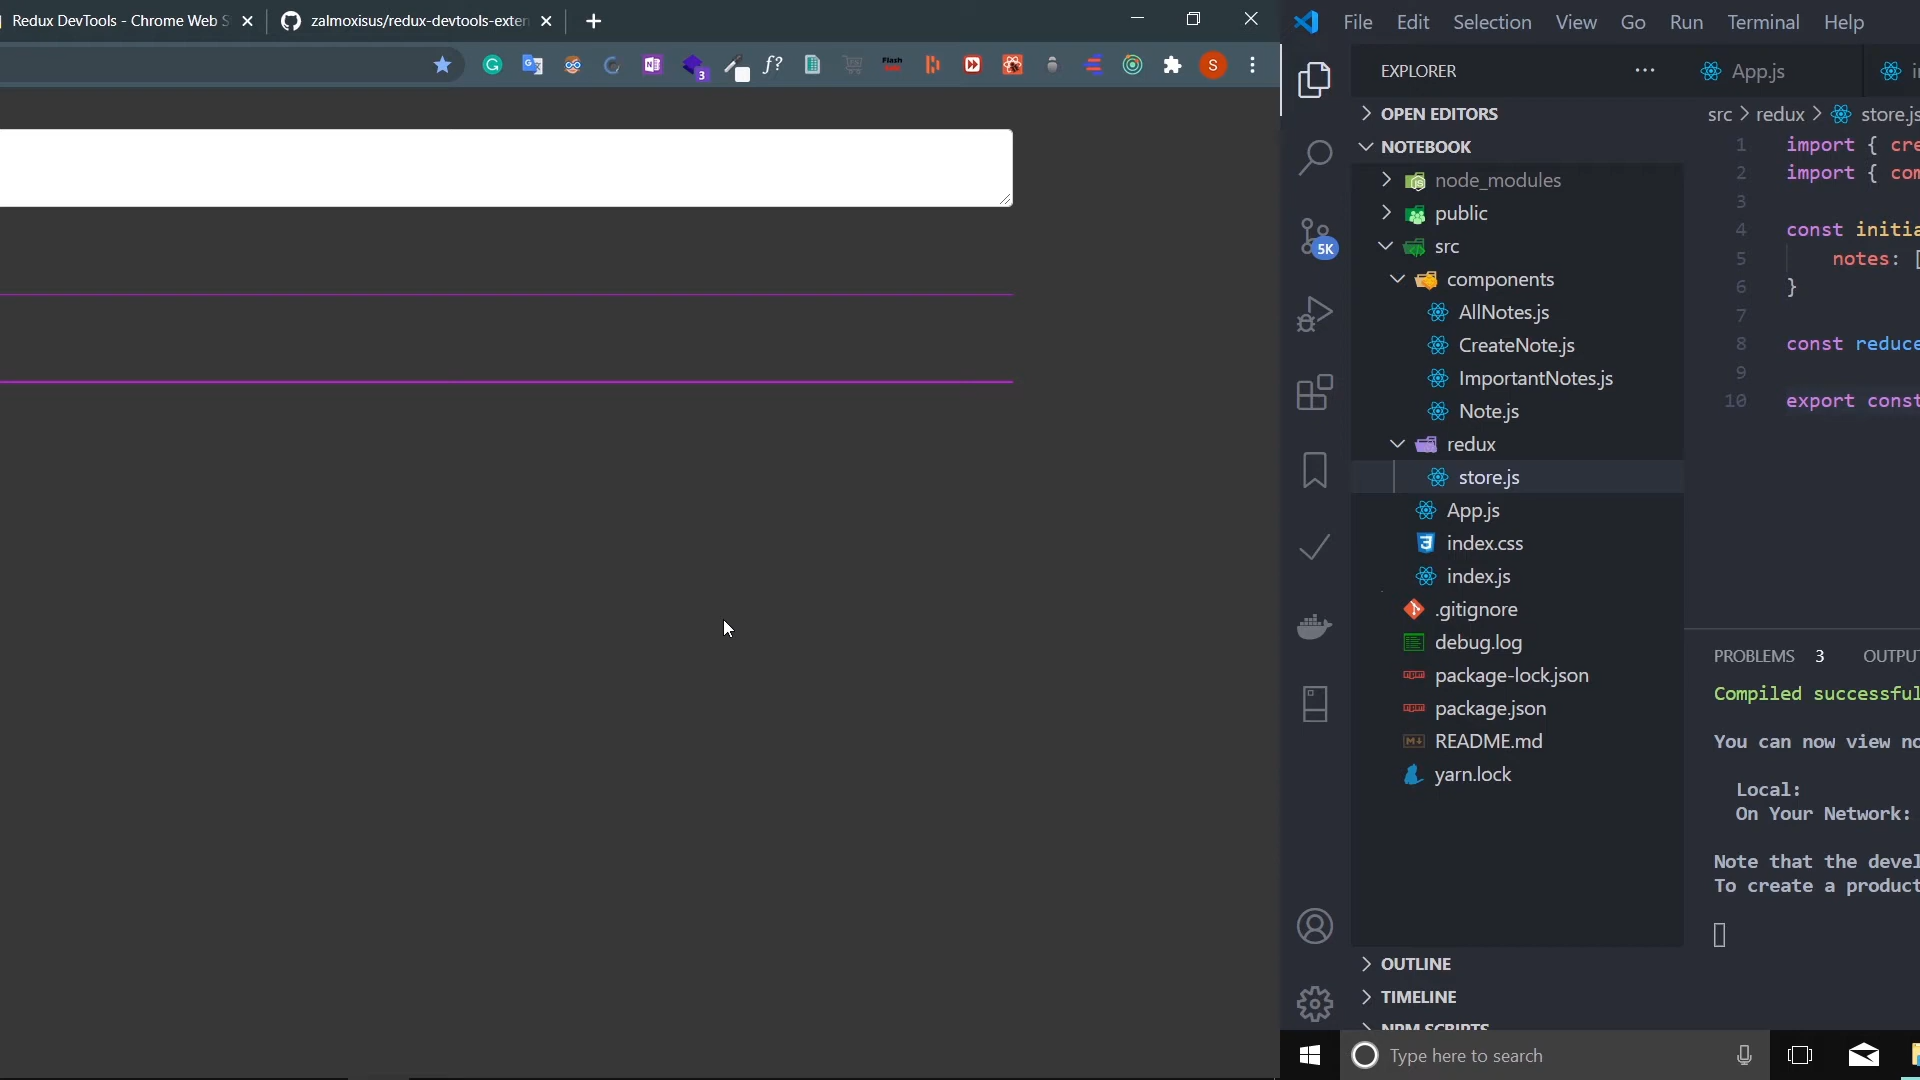 Redux DevTools - Chrome Web S
zalmoxisus/redux-devtools-exten
3
f?
Flash
S
File Edit Selection View Go Run Terminal Help
EXPLORER
OPEN EDITORS
NOTEBOOK
node_modules
public
src
components
AllNotes.js
CreateNote.js
ImportantNotes.js
Note.js
redux
store.js
App.js
index.css
index.js
.gitignore
debug.log
package-lock.json
package.json
README.md
yarn.lock
OUTLINE
TIMELINE
NPM SCRIPTS
5K
App.js
src > redux > store.js
1 import { cre
2 import { com
3
4 const initia
5 notes: [
6 }
7
8 const reduce
9
10 export const
PROBLEMS 3 OUTPUT
Compiled successful
You can now view no
Local:
On Your Network:
Note that the devel
To create a product
Type here to search